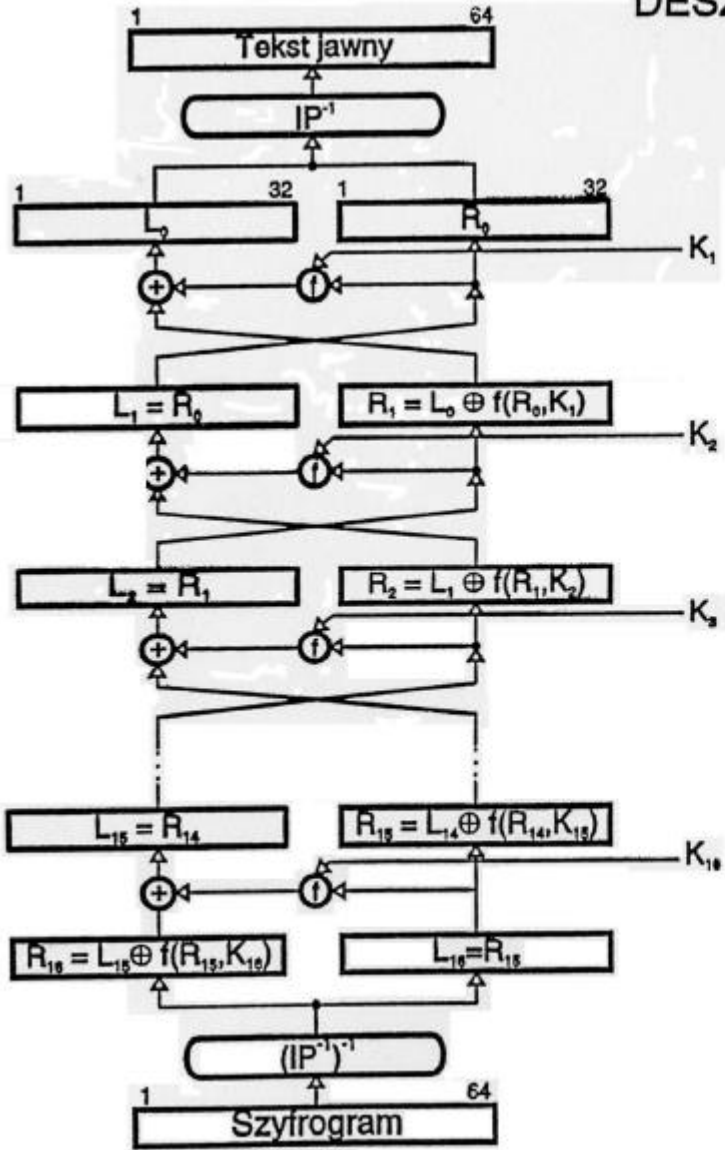 DESZ
1 64
Tekst jawny
IP⁻¹
1 32 1 32
L₀ R₀
K₁
+ f
L₁ = R₀ R₁ = L₀ ⊕ f(R₀,K₁)
K₂
+ f
L₂ = R₁ R₂ = L₁ ⊕ f(R₁,K₂)
K₃
+ f
L₁₅ = R₁₄ R₁₅ = L₁₄ ⊕ f(R₁₄,K₁₅)
K₁₆
+ f
R₁₆ = L₁₅ ⊕ f(R₁₅,K₁₆) L₁₆=R₁₅
(IP⁻¹)⁻¹
1 64
Szyfrogram